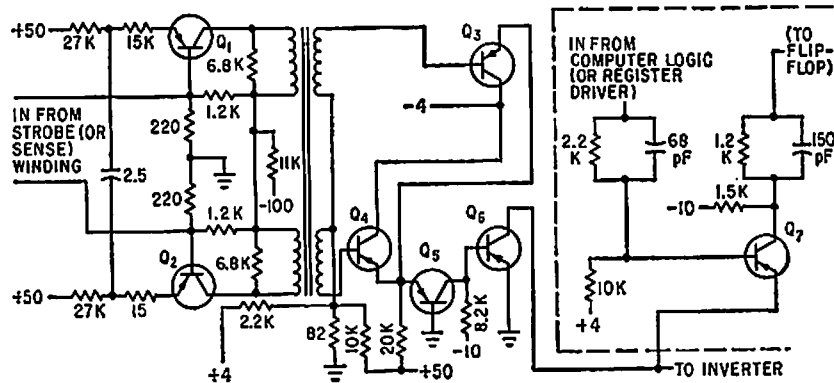 +50
27K
15K
Q1
6.8K
1.2K
IN FROM
STROBE (OR
SENSE)
WINDING
220
2.5
220
11K
-100
1.2K
Q2
6.8K
+50
27K
15
2.2K
+4
82
10K
20K
+50
Q3
-4
Q4
Q5
Q6
8.2K
-10
IN FROM
COMPUTER LOGIC
(OR REGISTER
DRIVER)
2.2
K
68
pF
(TO
FLIP-
FLOP)
1.2
K
150
pF
1.5K
-10
Q7
10K
+4
TO INVERTER